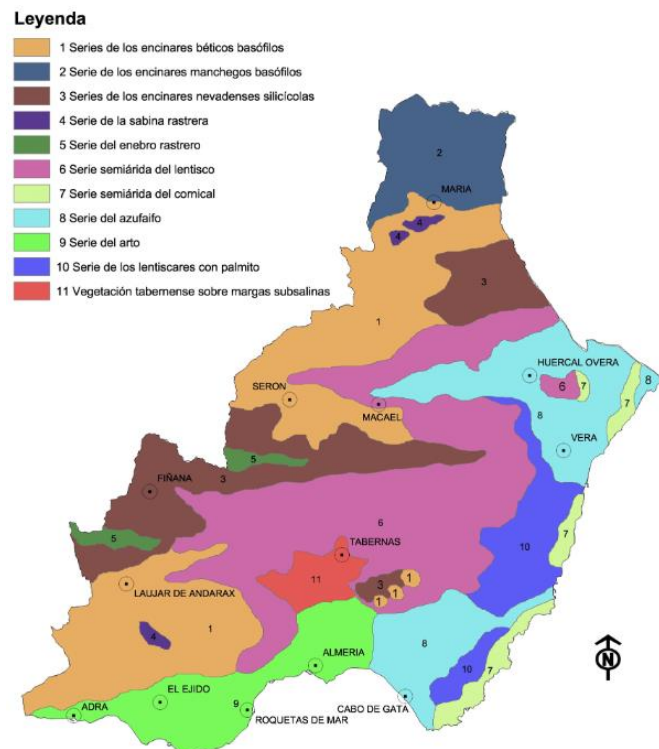 Leyenda
1 Series de los encinares béticos basófilos
2 Serie de los encinares manchegos basófilos
3 Series de los encinares nevadenses silicícolas
4 Serie de la sabina rastrera
5 Serie del enebro rastrero
6 Serie semiárida del lentisco
7 Serie semiárida del cornical
8 Serie del azufaifo
9 Serie del arto
10 Serie de los lentiscares con palmito
11 Vegetación tabernense sobre margas subsalinas
2
MARIA
4
4
3
1
HUERCAL OVERA
6
7
7
8
SERON
MACAEL
8
VERA
5
3
FIÑANA
5
6
10
7
TABERNAS
11
3
1
1
1
LAUJAR DE ANDARAX
1
4
8
10
7
ALMERIA
EL EJIDO
9
ADRA
ROQUETAS DE MAR
CABO DE GATA
N